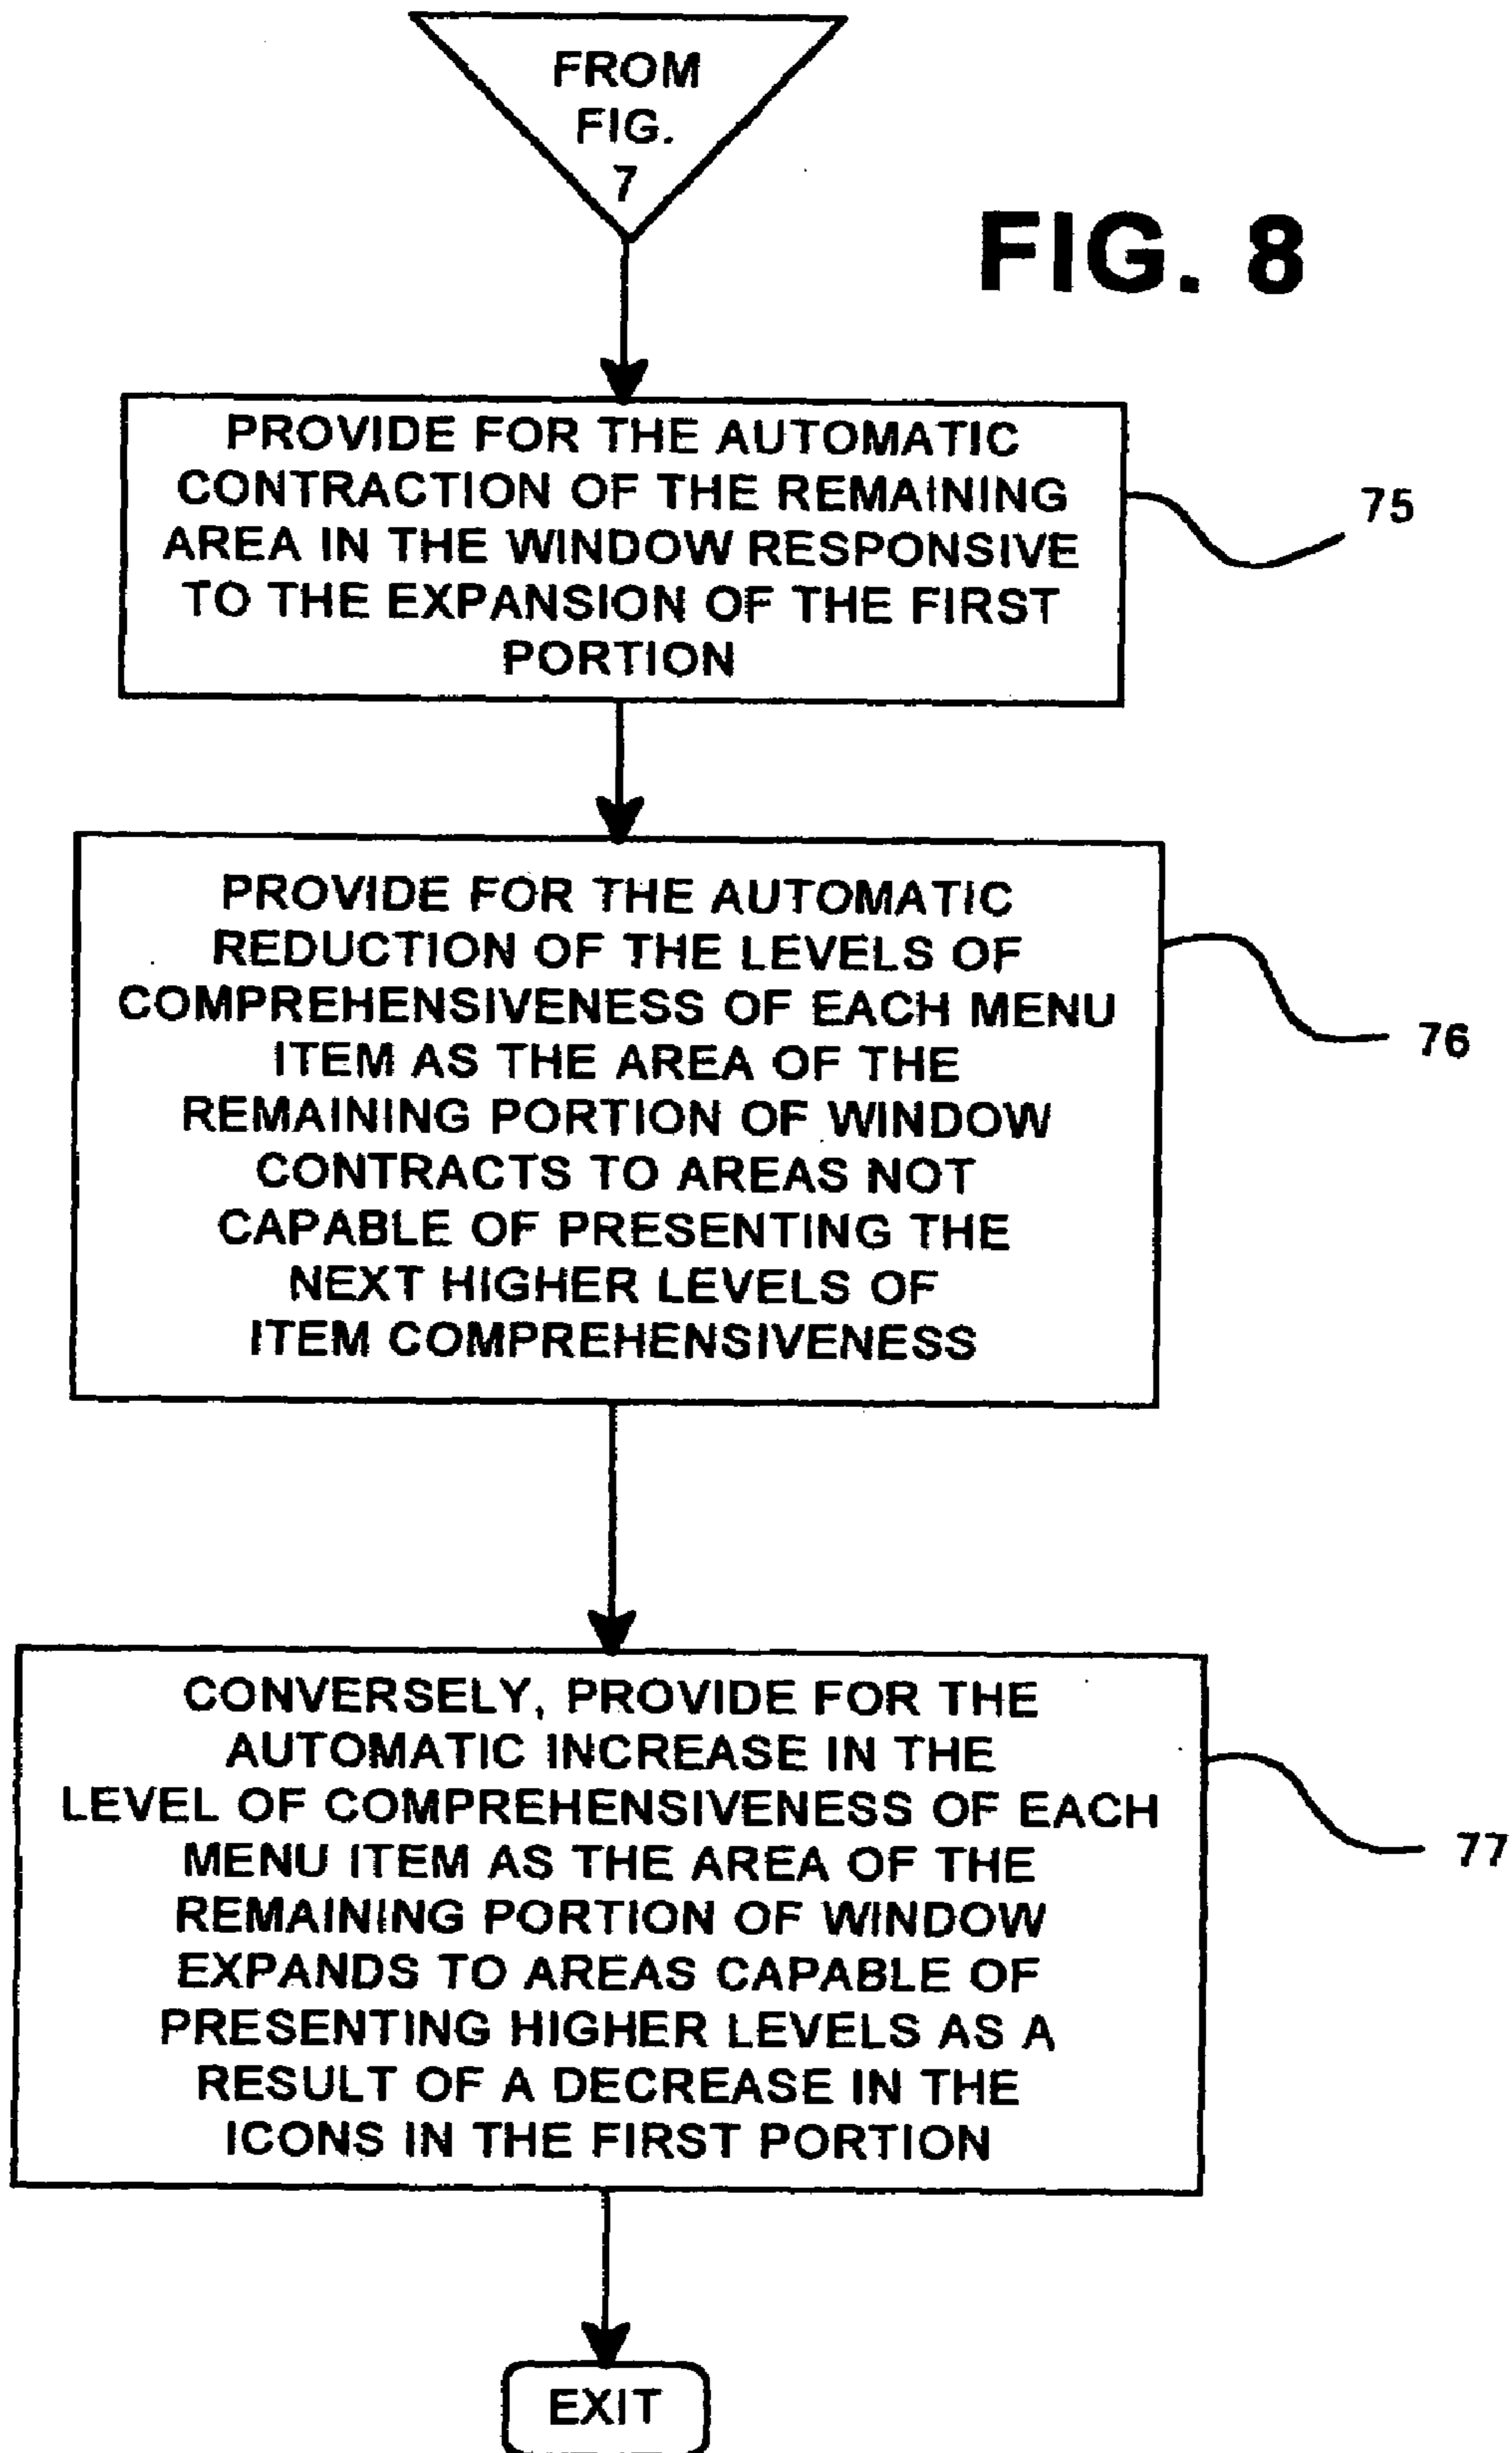 FROM
FIG.
7
FIG. 8
PROVIDE FOR THE AUTOMATIC
CONTRACTION OF THE REMAINING
AREA IN THE WINDOW RESPONSIVE
TO THE EXPANSION OF THE FIRST
PORTION
75
PROVIDE FOR THE AUTOMATIC
REDUCTION OF THE LEVELS OF
COMPREHENSIVENESS OF EACH MENU
ITEM AS THE AREA OF THE
REMAINING PORTION OF WINDOW
CONTRACTS TO AREAS NOT
CAPABLE OF PRESENTING THE
NEXT HIGHER LEVELS OF
ITEM COMPREHENSIVENESS
76
CONVERSELY, PROVIDE FOR THE
AUTOMATIC INCREASE IN THE
LEVEL OF COMPREHENSIVENESS OF EACH
MENU ITEM AS THE AREA OF THE
REMAINING PORTION OF WINDOW
EXPANDS TO AREAS CAPABLE OF
PRESENTING HIGHER LEVELS AS A
RESULT OF A DECREASE IN THE
ICONS IN THE FIRST PORTION
77
EXIT